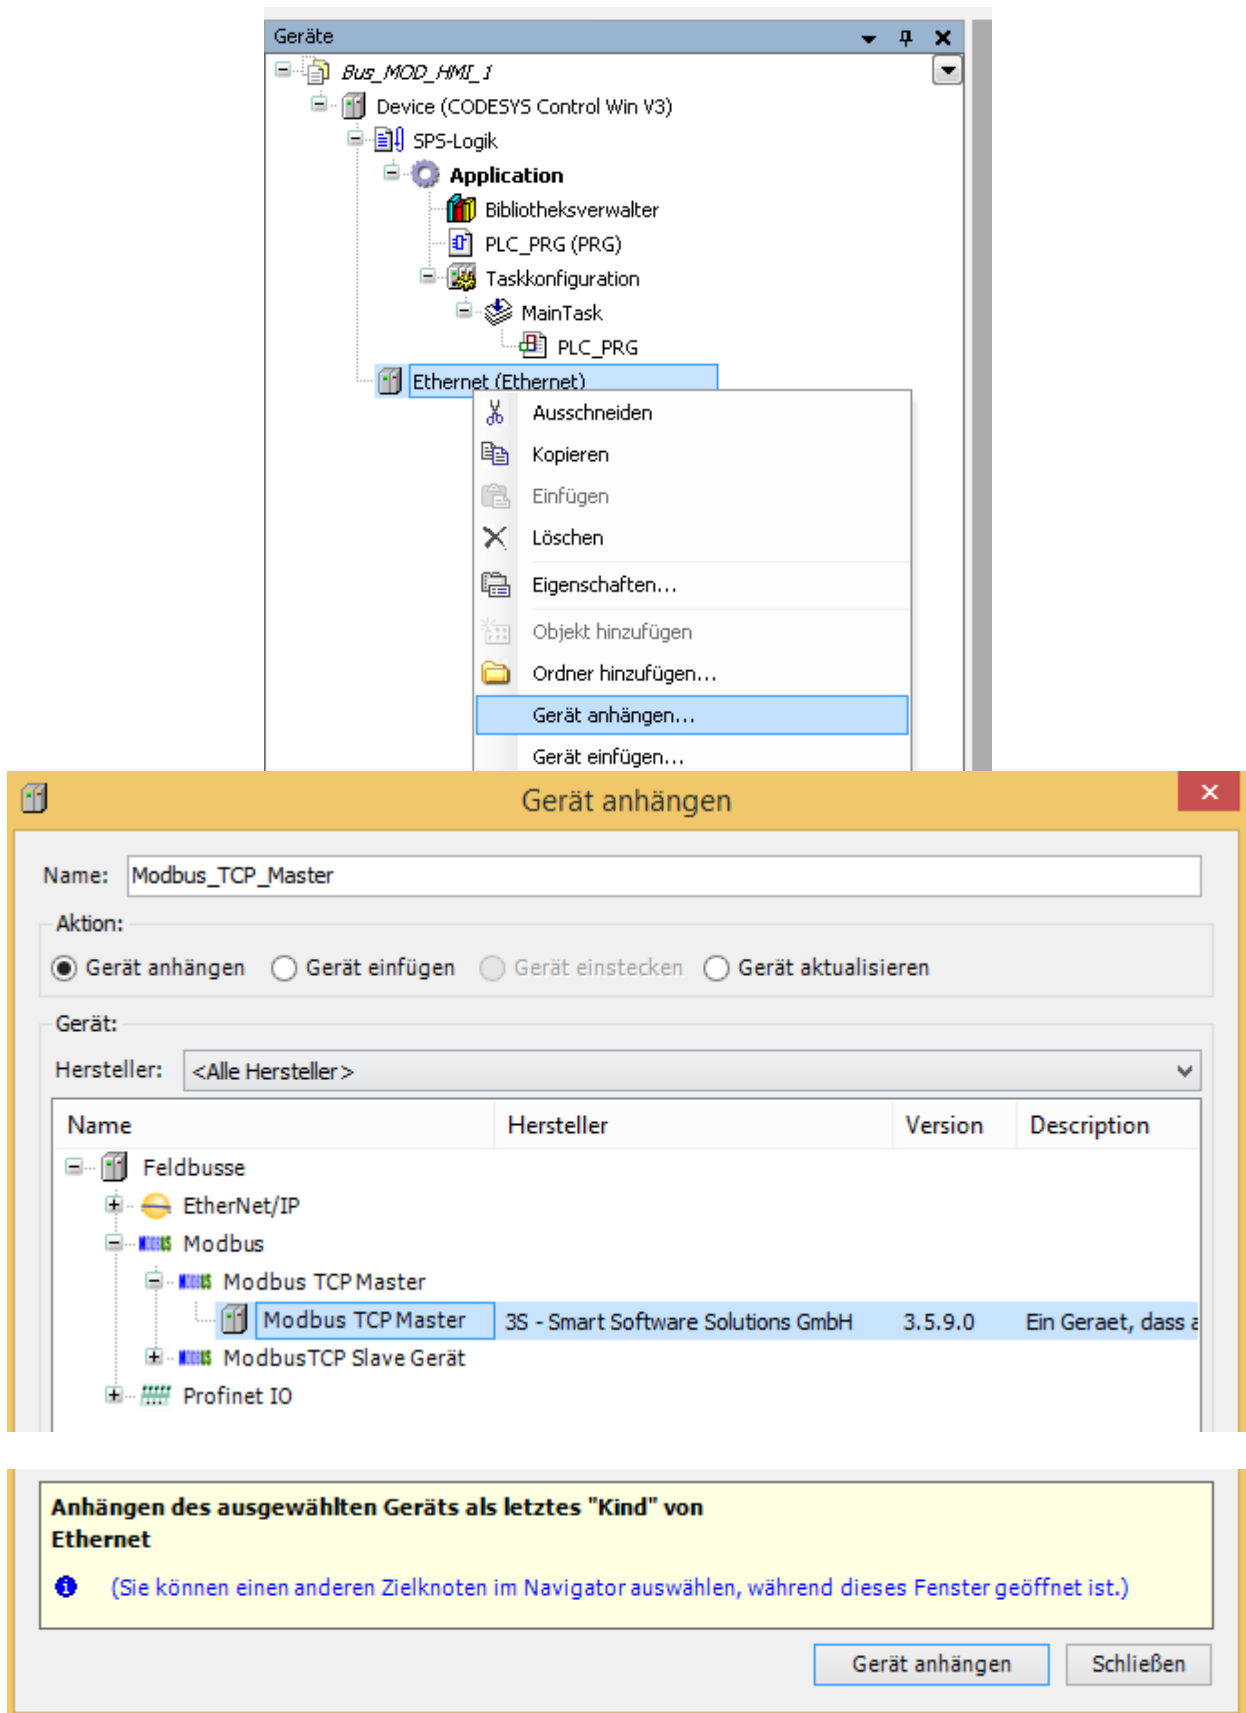 Geräte
Bus_MOD_HMI_1
Device (CODESYS Control Win V3)
SPS-Logik
Application
Bibliotheksverwalter
PLC_PRG (PRG)
Taskkonfiguration
MainTask
PLC_PRG
Ethernet (Ethernet)
Ausschneiden
Kopieren
Einfügen
Löschen
Eigenschaften...
Objekt hinzufügen
Ordner hinzufügen...
Gerät anhängen...
Gerät einfügen...
Gerät anhängen
Name: Modbus_TCP_Master
Aktion:
Gerät anhängen Gerät einfügen Gerät einstecken Gerät aktualisieren
Gerät:
Hersteller: <Alle Hersteller>
Name Hersteller Version Description
Feldbusse
EtherNet/IP
MODBUS Modbus
MODBUS Modbus TCP Master
Modbus TCP Master 3S - Smart Software Solutions GmbH 3.5.9.0 Ein Geraet, dass a
MODBUS ModbusTCP Slave Gerät
Profinet IO
Anhängen des ausgewählten Geräts als letztes "Kind" von
Ethernet
(Sie können einen anderen Zielknoten im Navigator auswählen, während dieses Fenster geöffnet ist.)
Gerät anhängen Schließen